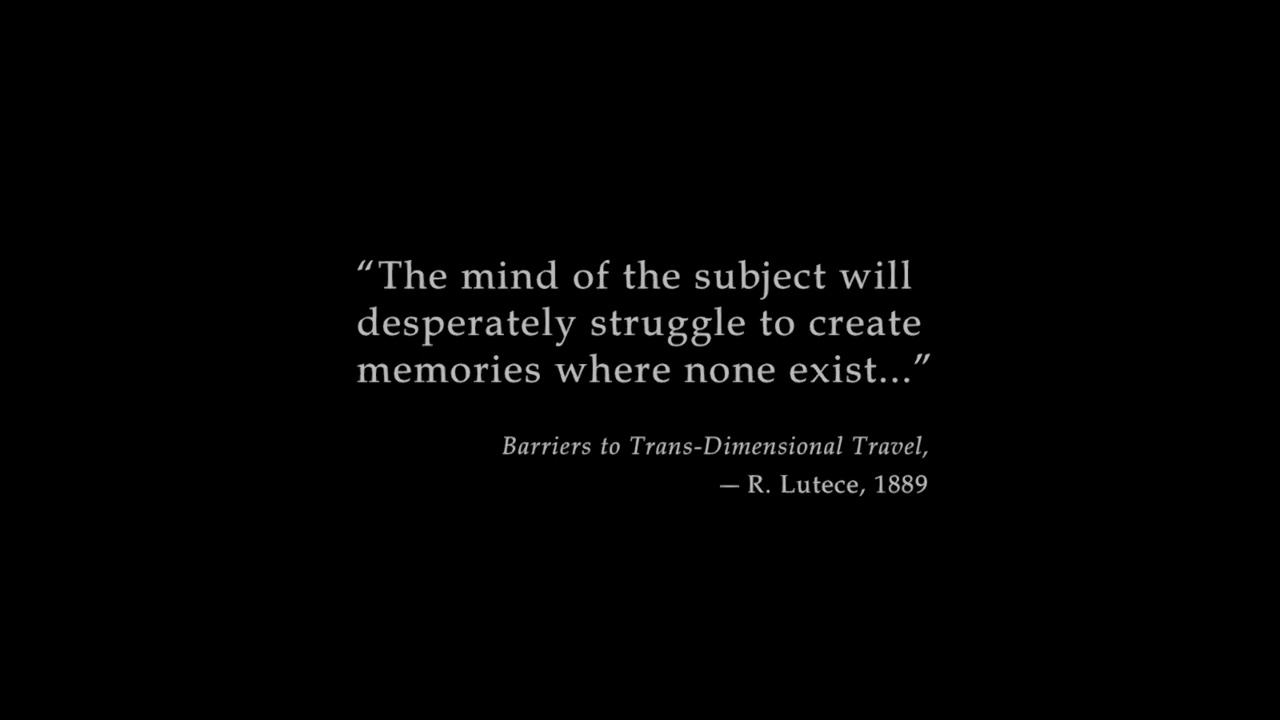 “The mind of the subject will
desperately struggle to create
memories where none exist...”
Barriers to Trans-Dimensional Travel,
— R. Lutece, 1889